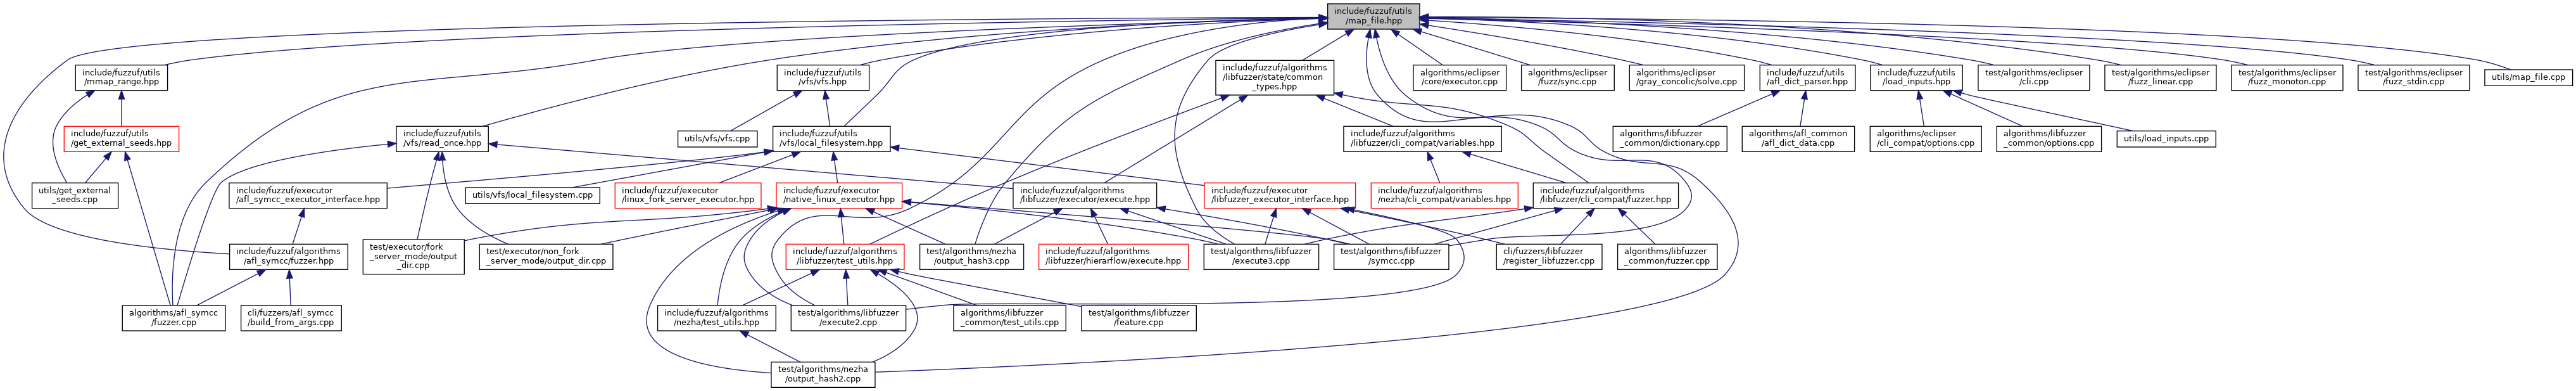 include/fuzzuf/utils
/map_file.hpp
include/fuzzuf/utils
/mmap_range.hpp
include/fuzzuf/utils
/vfs/vfs.hpp
include/fuzzuf/algorithms
/libfuzzer/state/common
_types.hpp
algorithms/eclipser
/core/executor.cpp
algorithms/eclipser
/fuzz/sync.cpp
algorithms/eclipser
/gray_concolic/solve.cpp
include/fuzzuf/utils
/afl_dict_parser.hpp
include/fuzzuf/utils
/load_inputs.hpp
test/algorithms/eclipser
/cli.cpp
test/algorithms/eclipser
/fuzz_linear.cpp
test/algorithms/eclipser
/fuzz_monoton.cpp
test/algorithms/eclipser
/fuzz_stdin.cpp
utils/map_file.cpp
include/fuzzuf/utils
/get_external_seeds.hpp
include/fuzzuf/utils
/vfs/read_once.hpp
utils/vfs/vfs.cpp
include/fuzzuf/utils
/vfs/local_filesystem.hpp
include/fuzzuf/algorithms
/libfuzzer/cli_compat/variables.hpp
algorithms/libfuzzer
_common/dictionary.cpp
algorithms/afl_common
/afl_dict_data.cpp
algorithms/eclipser
/cli_compat/options.cpp
algorithms/libfuzzer
_common/options.cpp
utils/load_inputs.cpp
utils/get_external
_seeds.cpp
include/fuzzuf/executor
/afl_symcc_executor_interface.hpp
utils/vfs/local_filesystem.cpp
include/fuzzuf/executor
/linux_fork_server_executor.hpp
include/fuzzuf/executor
/native_linux_executor.hpp
include/fuzzuf/algorithms
/libfuzzer/executor/execute.hpp
include/fuzzuf/executor
/libfuzzer_executor_interface.hpp
include/fuzzuf/algorithms
/nezha/cli_compat/variables.hpp
include/fuzzuf/algorithms
/libfuzzer/cli_compat/fuzzer.hpp
include/fuzzuf/algorithms
/afl_symcc/fuzzer.hpp
test/executor/fork
_server_mode/output
_dir.cpp
test/executor/non_fork
_server_mode/output_dir.cpp
include/fuzzuf/algorithms
/libfuzzer/test_utils.hpp
test/algorithms/nezha
/output_hash3.cpp
include/fuzzuf/algorithms
/libfuzzer/hierarflow/execute.hpp
test/algorithms/libfuzzer
/execute3.cpp
test/algorithms/libfuzzer
/symcc.cpp
cli/fuzzers/libfuzzer
/register_libfuzzer.cpp
algorithms/libfuzzer
_common/fuzzer.cpp
algorithms/afl_symcc
/fuzzer.cpp
cli/fuzzers/afl_symcc
/build_from_args.cpp
include/fuzzuf/algorithms
/nezha/test_utils.hpp
test/algorithms/libfuzzer
/execute2.cpp
algorithms/libfuzzer
_common/test_utils.cpp
test/algorithms/libfuzzer
/feature.cpp
test/algorithms/nezha
/output_hash2.cpp